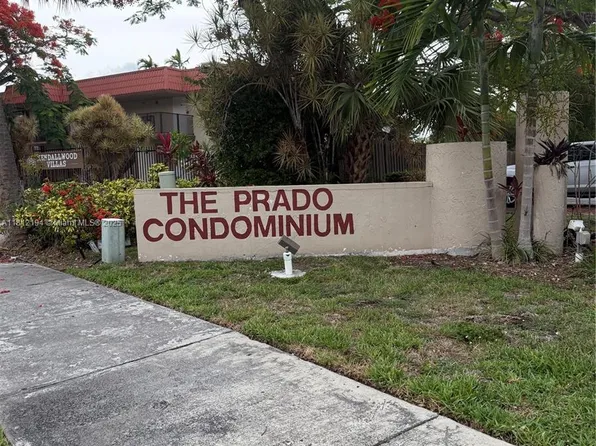 KENDALLWOOD
VILLAS
THE PRADO
CONDOMINIUM